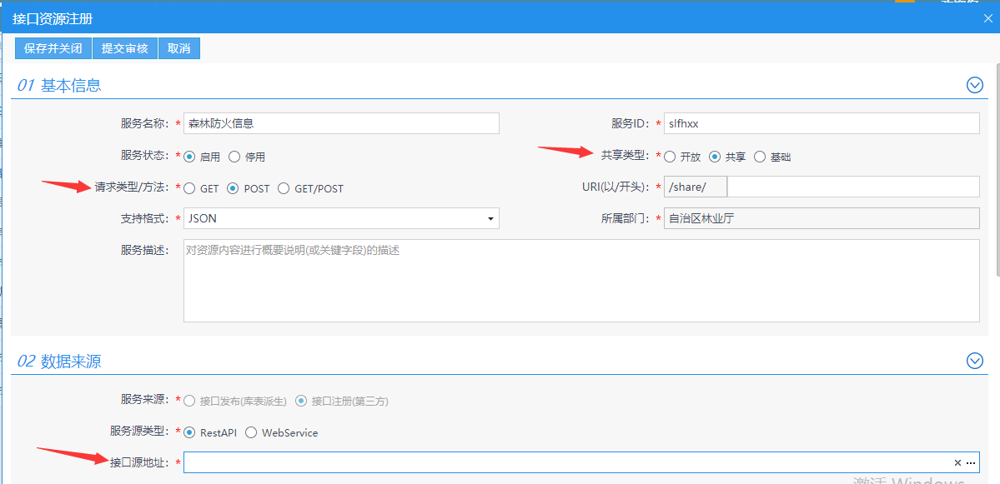 接口资源注册
保存并关闭 提交审核 取消
01 基本信息
服务名称: * 森林防火信息 服务ID: * slfhxx
服务状态: * 启用 停用 共享类型: * 开放 共享 基础
请求类型/方法: * GET POST GET/POST URI(以/开头): * /share/
支持格式: * JSON 所属部门: * 自治区林业厅
服务描述: 对资源内容进行概要说明(或关键字段)的描述
02 数据来源
服务来源: * 接口发布(库表派生) 接口注册(第三方)
服务源类型: * RestAPI WebService
接口源地址: *
激活 Windows